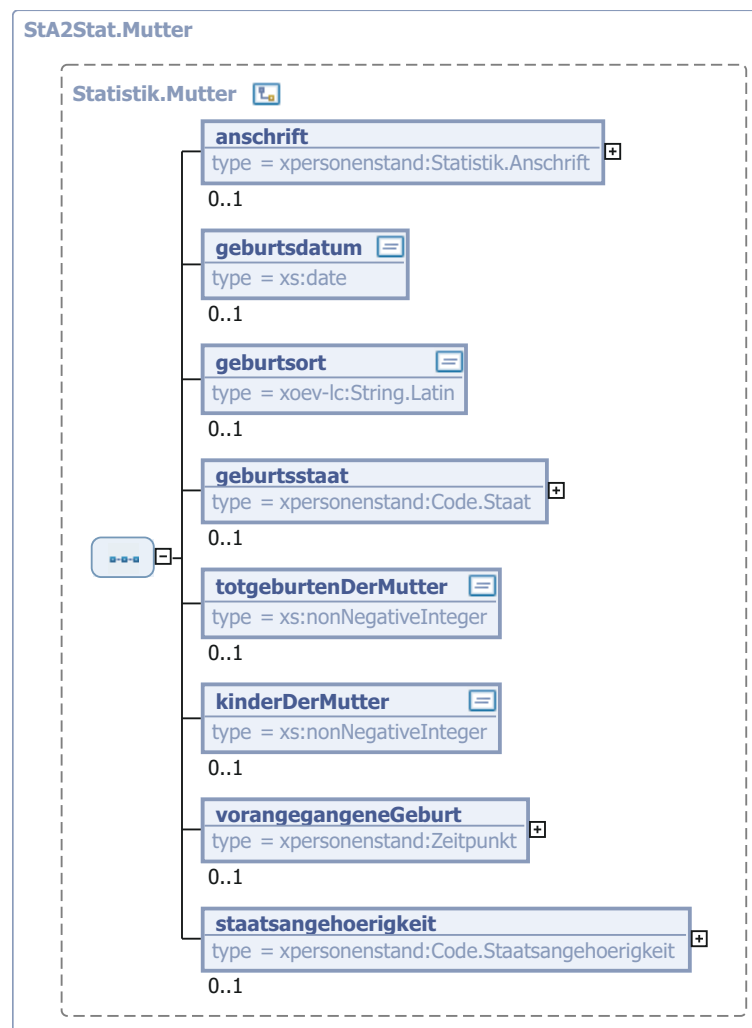 StA2Stat.Mutter
Statistik.Mutter
anschrift
type = xpersonenstand:Statistik.Anschrift
0..1
geburtsdatum
type = xs:date
0..1
geburtsort
type = xoev-lc:String.Latin
0..1
geburtsstaat
type = xpersonenstand:Code.Staat
0..1
totgeburtenDerMutter
type = xs:nonNegativeInteger
0..1
kinderDerMutter
type = xs:nonNegativeInteger
0..1
vorangegangeneGeburt
type = xpersonenstand:Zeitpunkt
0..1
staatsangehoerigkeit
type = xpersonenstand:Code.Staatsangehoerigkeit
0..1